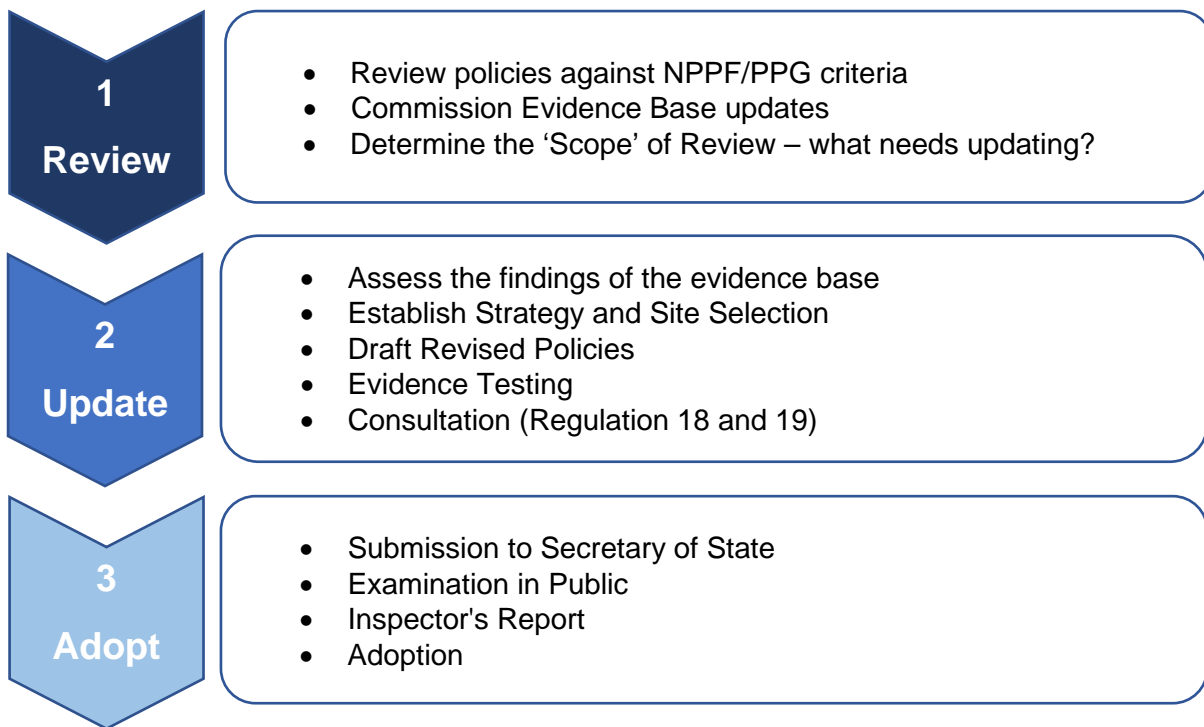 1
Review
• Review policies against NPPF/PPG criteria
• Commission Evidence Base updates
• Determine the ‘Scope’ of Review – what needs updating?
2
Update
• Assess the findings of the evidence base
• Establish Strategy and Site Selection
• Draft Revised Policies
• Evidence Testing
• Consultation (Regulation 18 and 19)
3
Adopt
• Submission to Secretary of State
• Examination in Public
• Inspector's Report
• Adoption